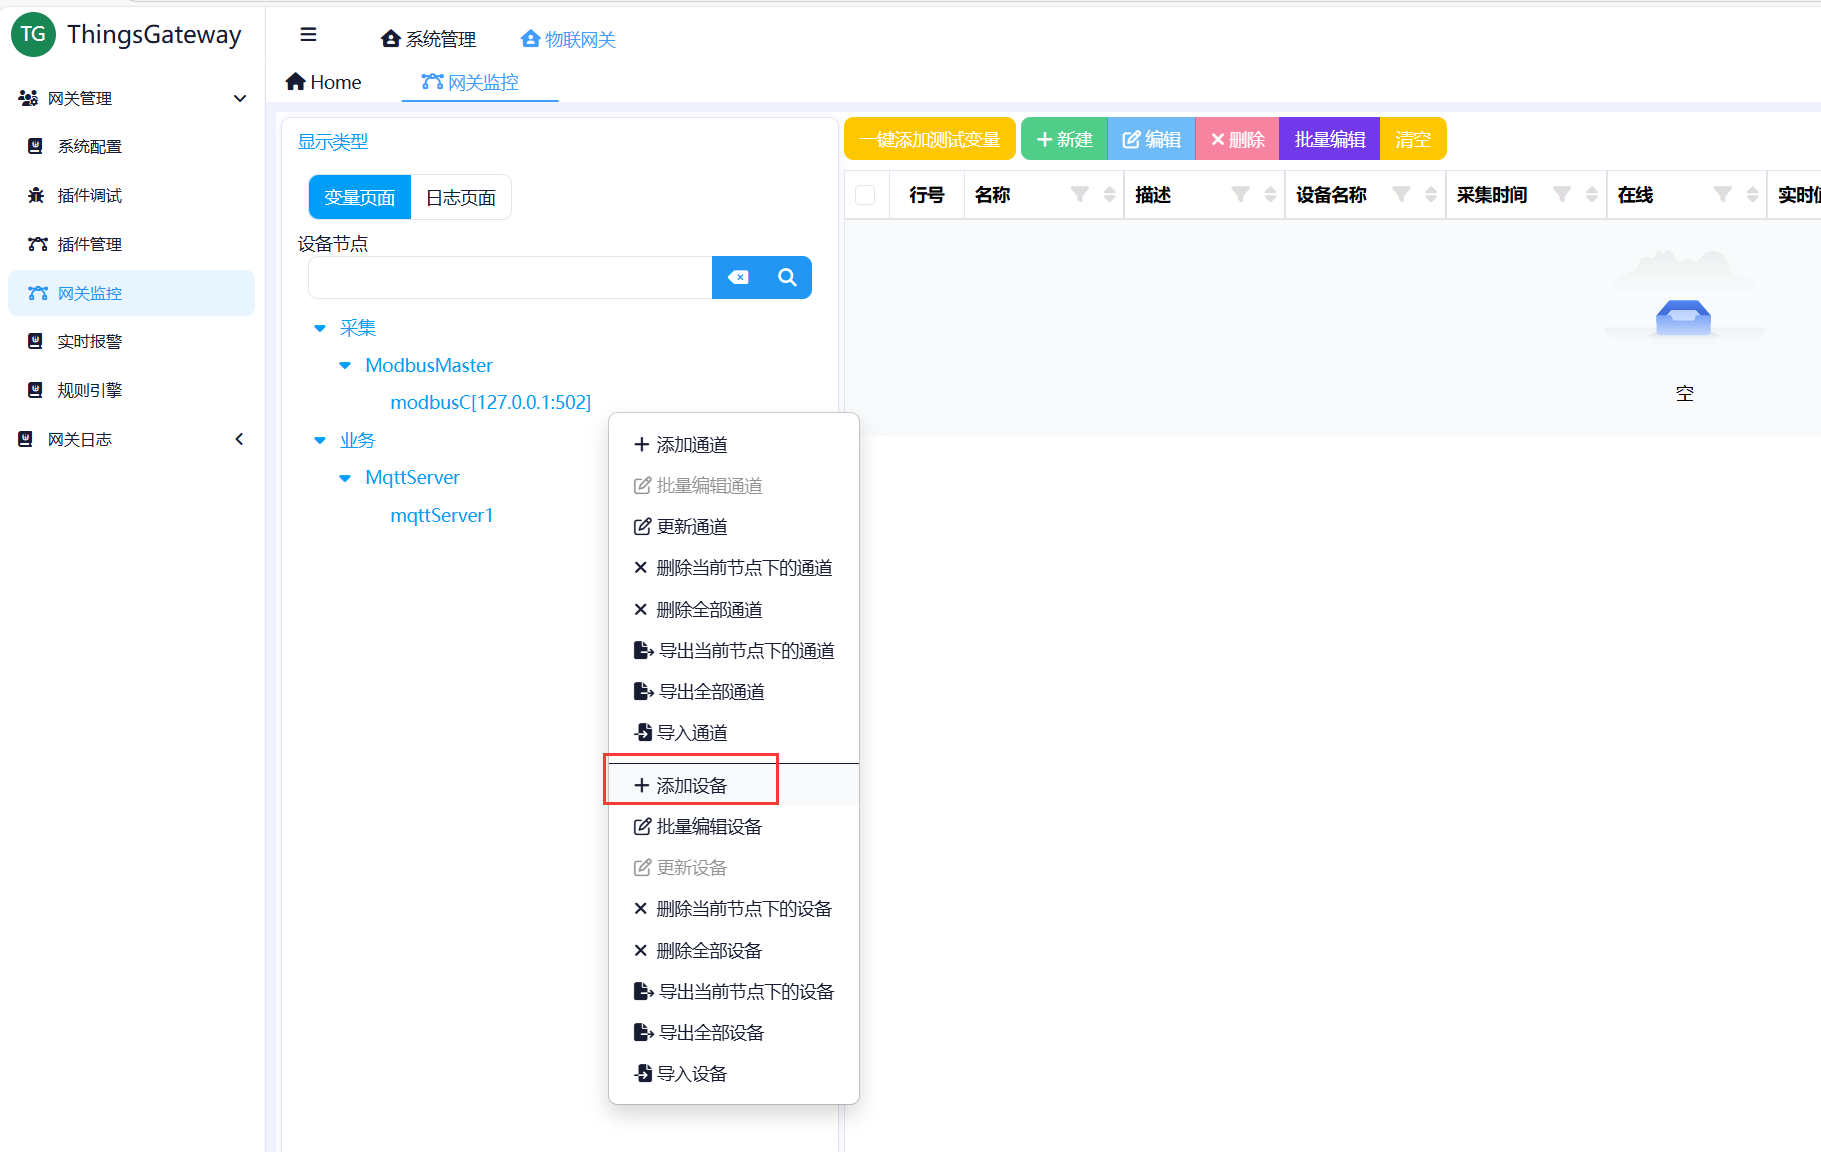 TG ThingsGateway
系统管理 物联网关
Home 网关监控
网关管理
系统配置
插件调试
插件管理
网关监控
实时报警
规则引擎
网关日志
显示类型
变量页面 日志页面
设备节点
采集
ModbusMaster
modbusC[127.0.0.1:502]
业务
MqttServer
mqttServer1
添加通道
批量编辑通道
更新通道
删除当前节点下的通道
删除全部通道
导出当前节点下的通道
导出全部通道
导入通道
添加设备
批量编辑设备
更新设备
删除当前节点下的设备
删除全部设备
导出当前节点下的设备
导出全部设备
导入设备
一键添加测试变量 新建 编辑 删除 批量编辑 清空
行号 名称 描述 设备名称 采集时间 在线 实时
空